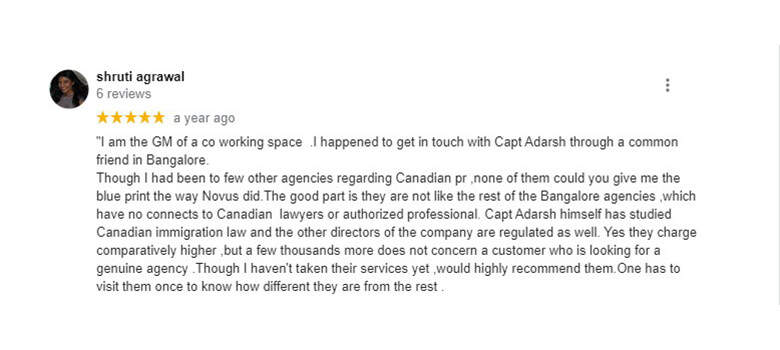 shruti agrawal
6 reviews
a year ago
"I am the GM of a co working space .I happened to get in touch with Capt Adarsh through a common
friend in Bangalore.
Though I had been to few other agencies regarding Canadian pr ,none of them could you give me the
blue print the way Novus did.The good part is they are not like the rest of the Bangalore agencies ,which
have no connects to Canadian lawyers or authorized professional. Capt Adarsh himself has studied
Canadian immigration law and the other directors of the company are regulated as well. Yes they charge
comparatively higher ,but a few thousands more does not concern a customer who is looking for a
genuine agency .Though I haven't taken their services yet ,would highly recommend them.One has to
visit them once to know how different they are from the rest .